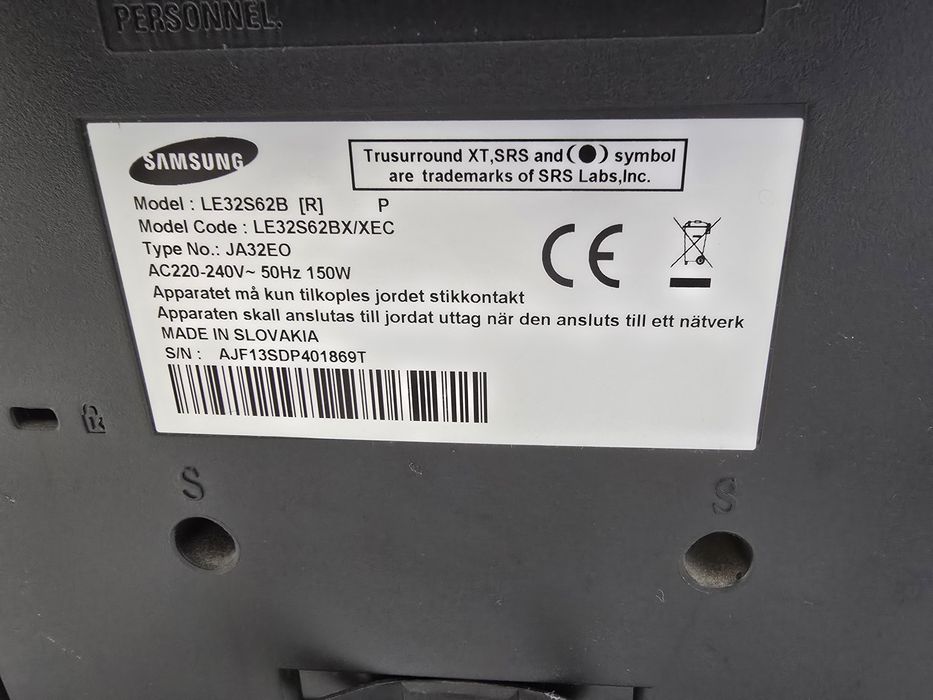 PERSONNEL.
SAMSUNG
Trusurround XT,SRS and (●) symbol
are trademarks of SRS Labs,Inc.
Model : LE32S62B [R] P
Model Code : LE32S62BX/XEC
Type No.: JA32EO
AC220-240V~ 50Hz 150W
Apparatet må kun tilkoples jordet stikkontakt
Apparaten skall anslutas till jordat uttag när den ansluts till ett nätverk
MADE IN SLOVAKIA
S/N : AJF13SDP401869T
CE
S
S